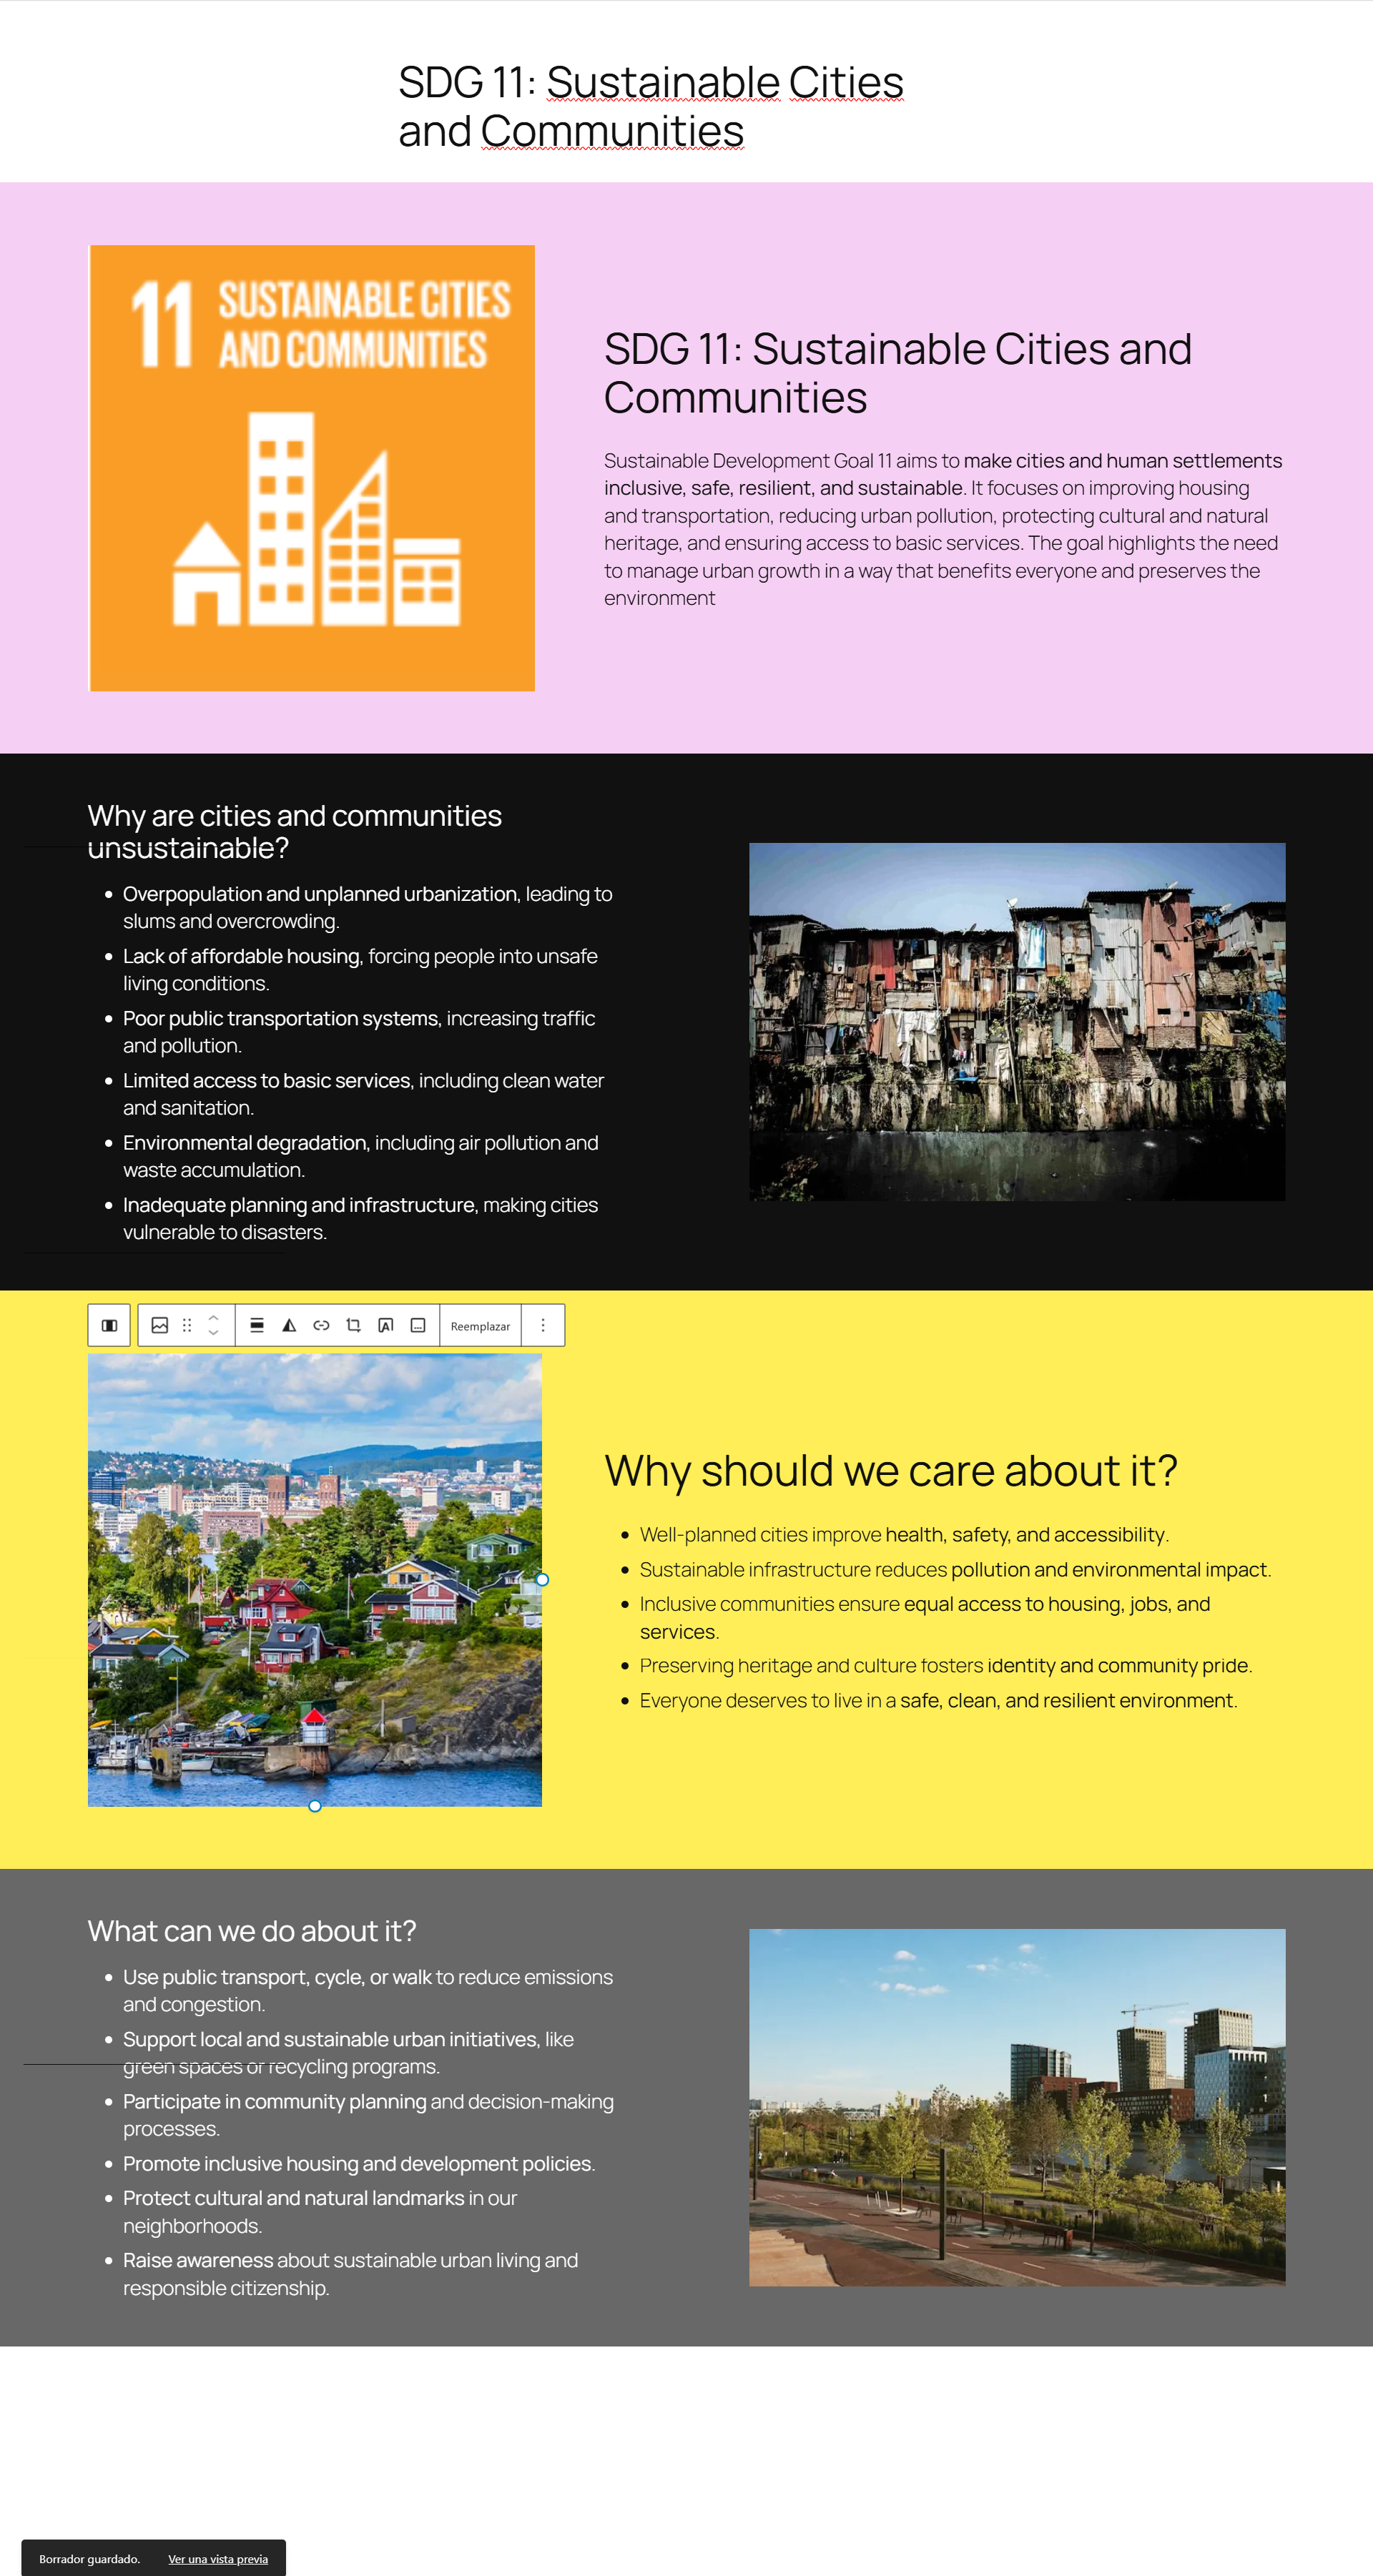 SDG 11: Sustainable Cities
and Communities
11 SUSTAINABLE CITIES
AND COMMUNITIES
SDG 11: Sustainable Cities and
Communities
Sustainable Development Goal 11 aims to make cities and human settlements
inclusive, safe, resilient, and sustainable. It focuses on improving housing
and transportation, reducing urban pollution, protecting cultural and natural
heritage, and ensuring access to basic services. The goal highlights the need
to manage urban growth in a way that benefits everyone and preserves the
environment
Why are cities and communities
unsustainable?
• Overpopulation and unplanned urbanization, leading to
slums and overcrowding.
• Lack of affordable housing, forcing people into unsafe
living conditions.
• Poor public transportation systems, increasing traffic
and pollution.
• Limited access to basic services, including clean water
and sanitation.
• Environmental degradation, including air pollution and
waste accumulation.
• Inadequate planning and infrastructure, making cities
vulnerable to disasters.
Reemplazar
Why should we care about it?
• Well-planned cities improve health, safety, and accessibility.
• Sustainable infrastructure reduces pollution and environmental impact.
• Inclusive communities ensure equal access to housing, jobs, and
services.
• Preserving heritage and culture fosters identity and community pride.
• Everyone deserves to live in a safe, clean, and resilient environment.
What can we do about it?
• Use public transport, cycle, or walk to reduce emissions
and congestion.
• Support local and sustainable urban initiatives, like
green spaces or recycling programs.
• Participate in community planning and decision-making
processes.
• Promote inclusive housing and development policies.
• Protect cultural and natural landmarks in our
neighborhoods.
• Raise awareness about sustainable urban living and
responsible citizenship.
Borrador guardado. Ver una vista previa